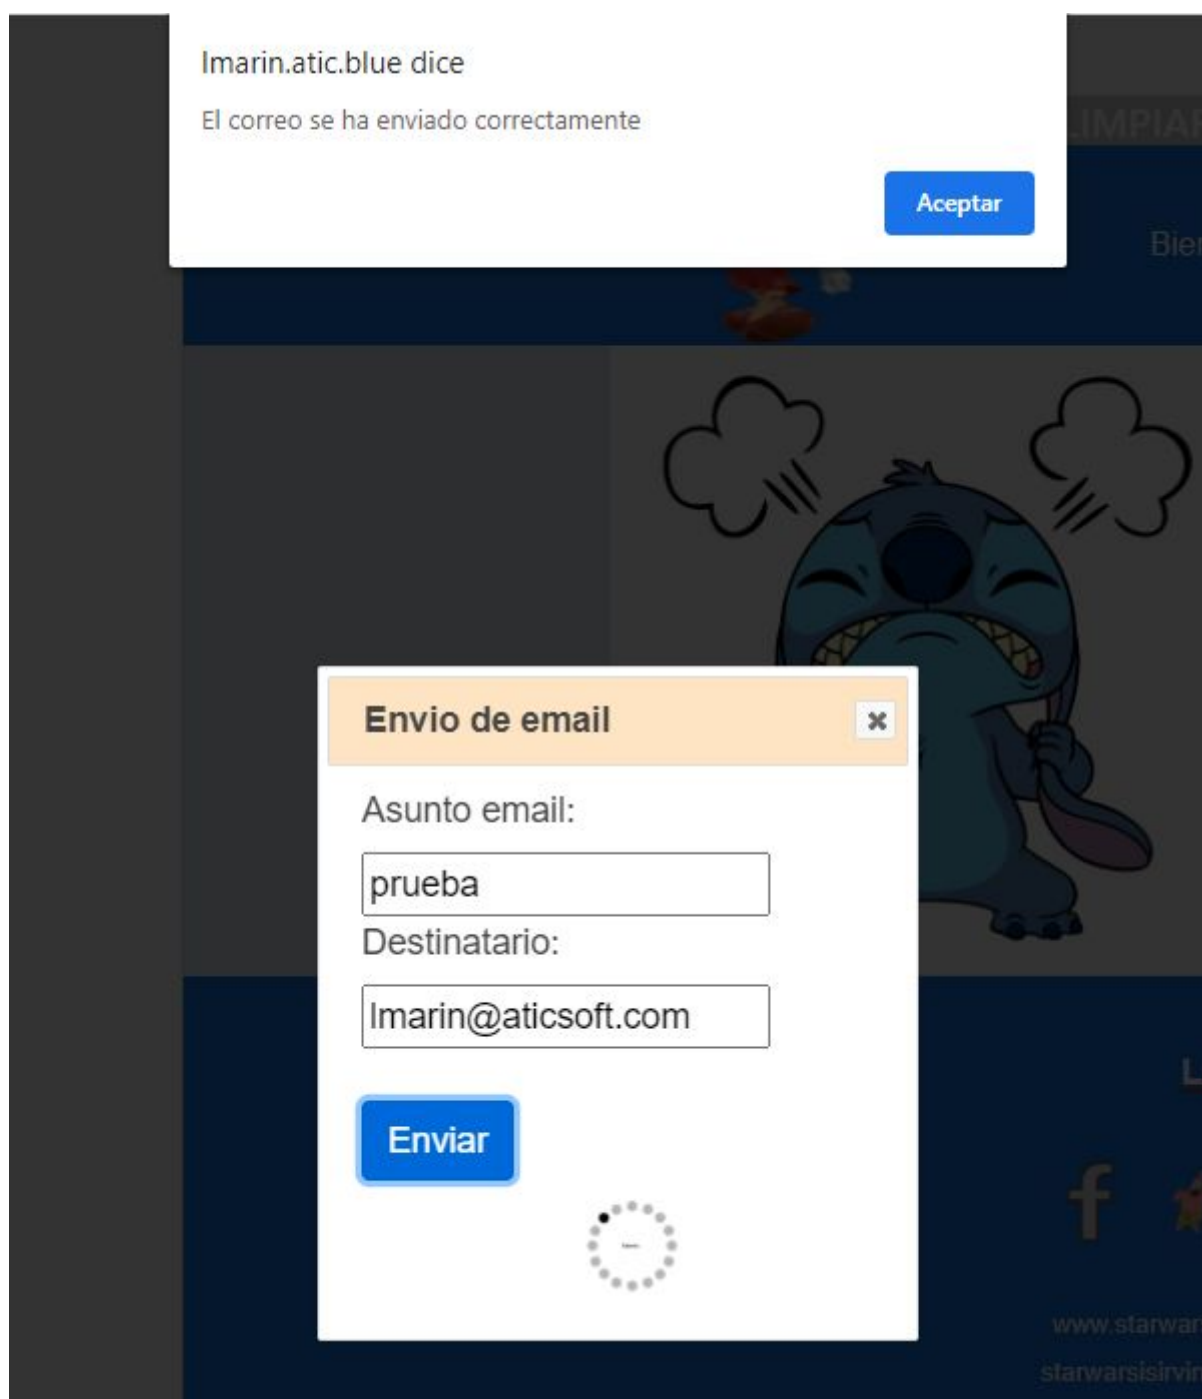 lmarin.atic.blue dice
El correo se ha enviado correctamente
Aceptar
Envio de email
Asunto email:
prueba
Destinatario:
lmarin@aticsoft.com
Enviar